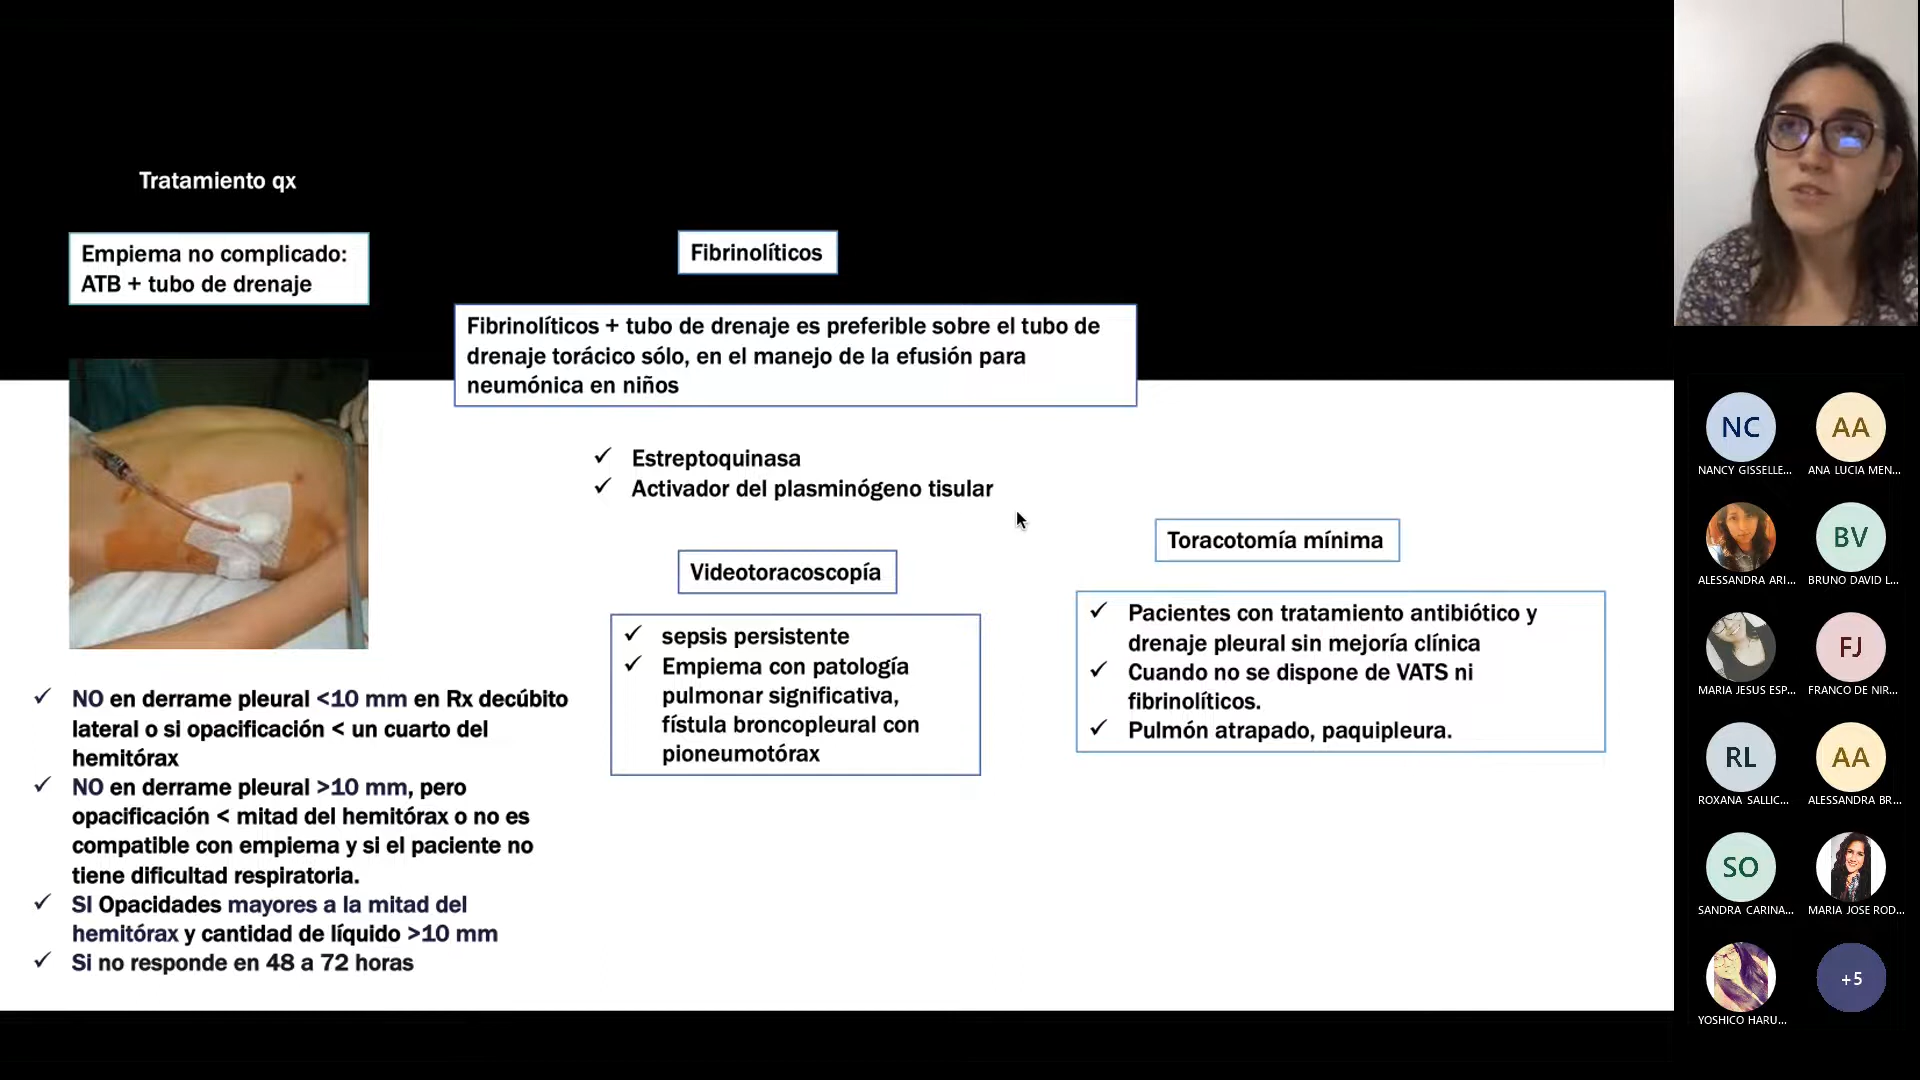 Tratamiento qx
Empiema no complicado:
ATB + tubo de drenaje
NO en derrame pleural <10 mm en Rx decúbito
lateral o si opacificación < un cuarto del
hemitórax
NO en derrame pleural >10 mm, pero
opacificación < mitad del hemitórax o no es
compatible con empiema y si el paciente no
tiene dificultad respiratoria.
SI Opacidades mayores a la mitad del
hemitórax y cantidad de líquido >10 mm
Si no responde en 48 a 72 horas
Fibrinolíticos
Fibrinolíticos + tubo de drenaje es preferible sobre el tubo de
drenaje torácico sólo, en el manejo de la efusión para
neumónica en niños
Estreptoquinasa
Activador del plasminógeno tisular
Videotoracoscopía
sepsis persistente
Empiema con patología
pulmonar significativa,
fístula broncopleural con
pioneumotórax
Toracotomía mínima
Pacientes con tratamiento antibiótico y
drenaje pleural sin mejoría clínica
Cuando no se dispone de VATS ni
fibrinolíticos.
Pulmón atrapado, paquipleura.
NC
AA
NANCY GISSELLE...
ANA LUCIA MEN...
BV
ALESSANDRA ARI...
BRUNO DAVID L...
FJ
MARIA JESUS ESP...
FRANCO DE NIR...
RL
AA
ROXANA SALLIC...
ALESSANDRA BR...
SO
SANDRA CARINA...
MARIA JOSE ROD...
+5
YOSHICO HARU...